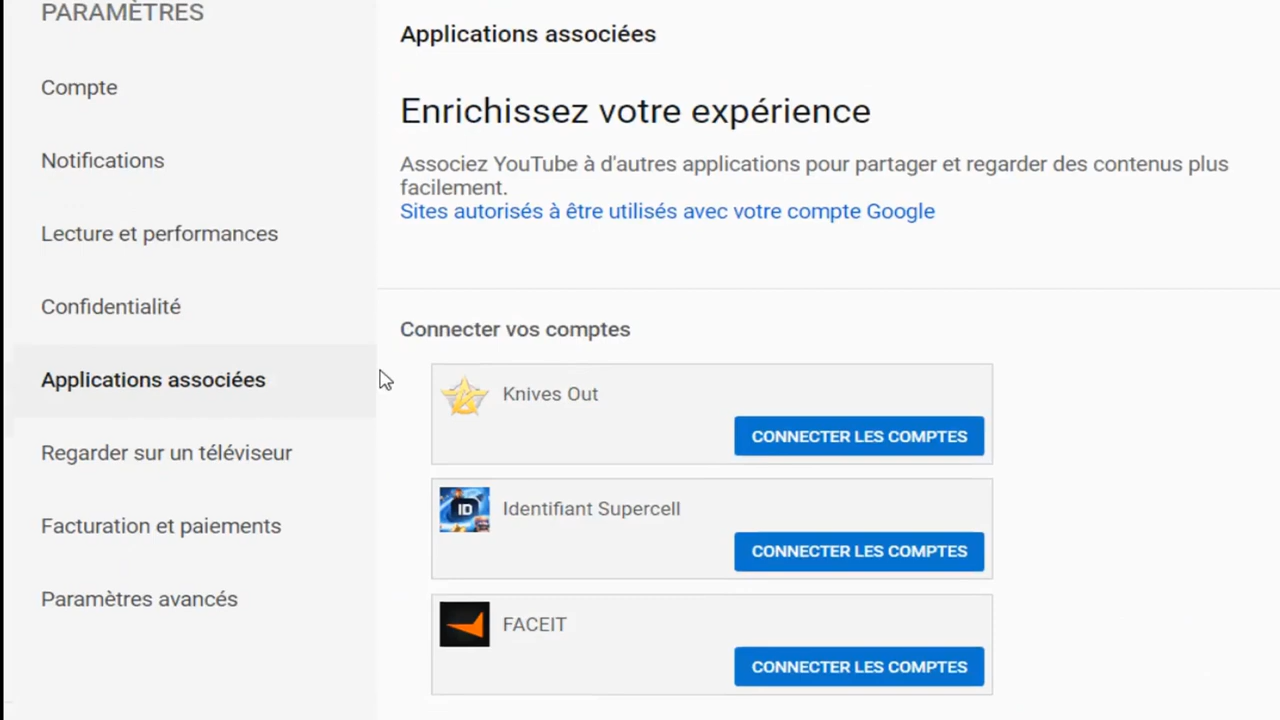 PARAMÈTRES
Compte
Notifications
Lecture et performances
Confidentialité
Applications associées
Regarder sur un téléviseur
Facturation et paiements
Paramètres avancés
Applications associées
Enrichissez votre expérience
Associez YouTube à d'autres applications pour partager et regarder des contenus plus
facilement.
Sites autorisés à être utilisés avec votre compte Google
Connecter vos comptes
Knives Out
CONNECTER LES COMPTES
ID
Identifiant Supercell
CONNECTER LES COMPTES
FACEIT
CONNECTER LES COMPTES